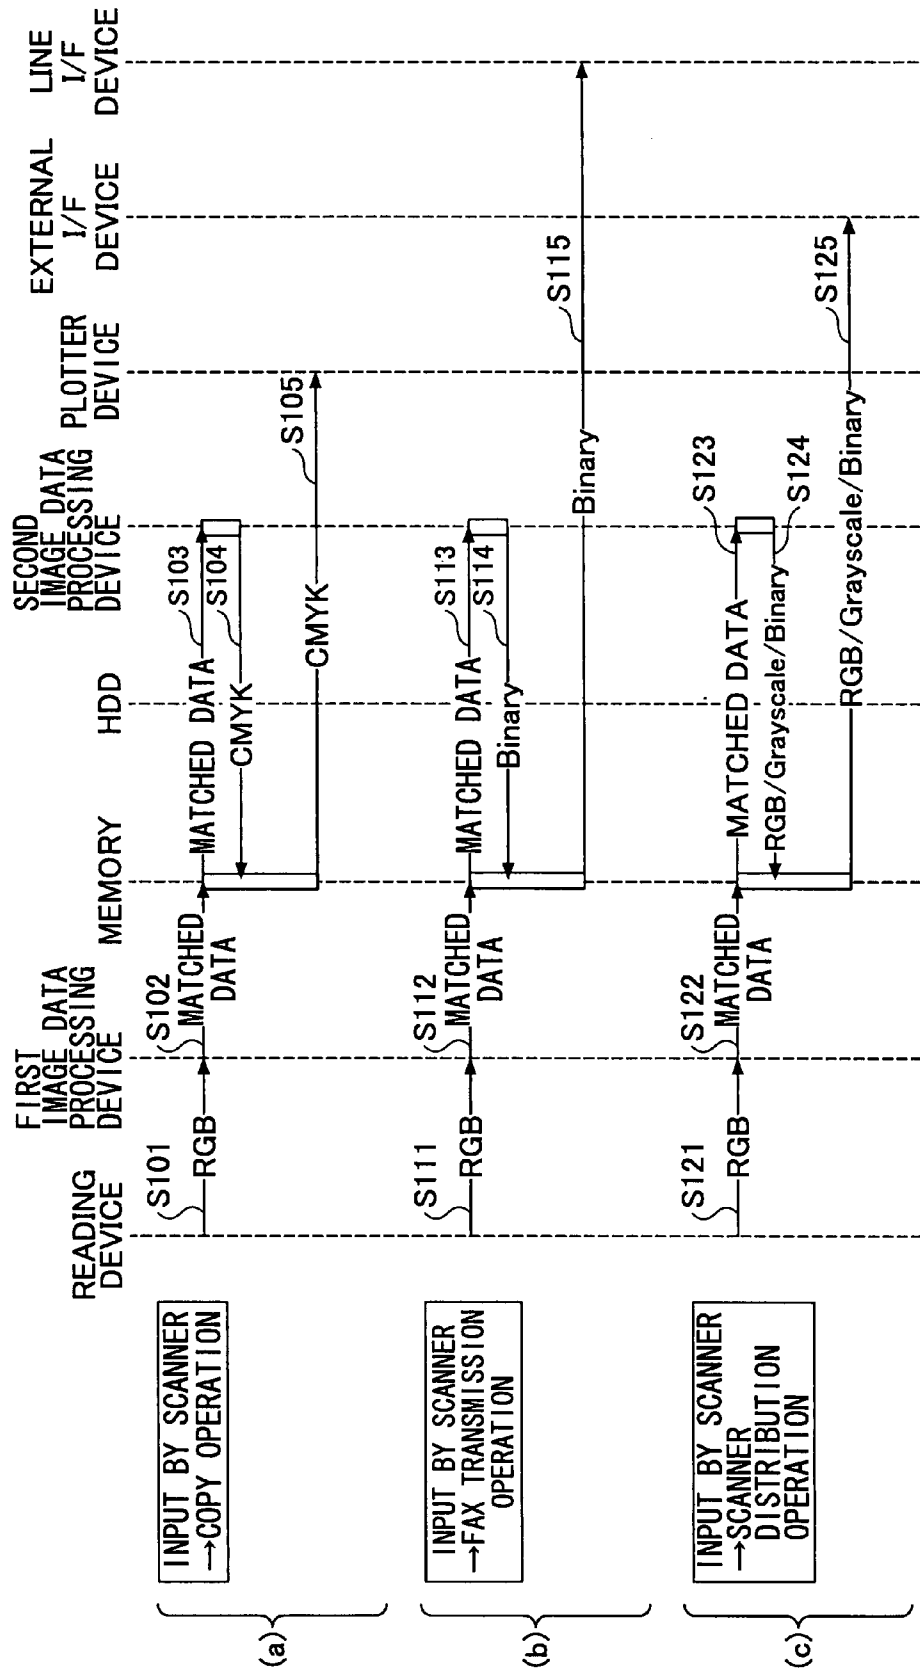 READING
DEVICE
FIRST
IMAGE DATA
PROCESSING
DEVICE
MEMORY
HDD
SECOND
IMAGE DATA
PROCESSING
DEVICE
PLOTTER
DEVICE
EXTERNAL
I/F
DEVICE
LINE
I/F
DEVICE
(a)
INPUT BY SCANNER
→COPY OPERATION
S101
RGB
S102
MATCHED
DATA
MATCHED DATA
S103
S104
CMYK
CMYK
S105
(b)
INPUT BY SCANNER
→FAX TRANSMISSION
OPERATION
S111
RGB
S112
MATCHED
DATA
MATCHED DATA
S113
S114
Binary
Binary
S115
(c)
INPUT BY SCANNER
→SCANNER
DISTRIBUTION
OPERATION
S121
RGB
S122
MATCHED
DATA
MATCHED DATA
S123
RGB/Grayscale/Binary
S124
RGB/Grayscale/Binary
S125